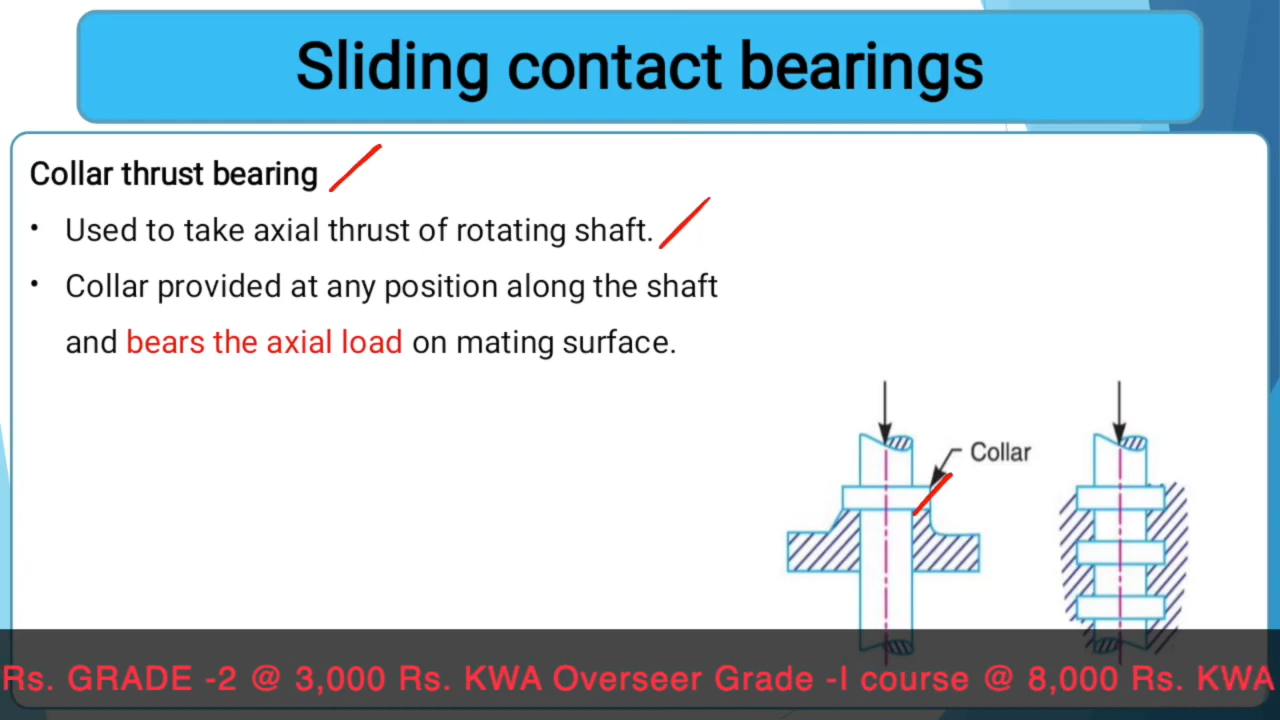 Sliding contact bearings
Collar thrust bearing
• Used to take axial thrust of rotating shaft.
• Collar provided at any position along the shaft
and bears the axial load on mating surface.
Collar
Rs. GRADE -2 @ 3,000 Rs. KWA Overseer Grade -I course @ 8,000 Rs. KWA